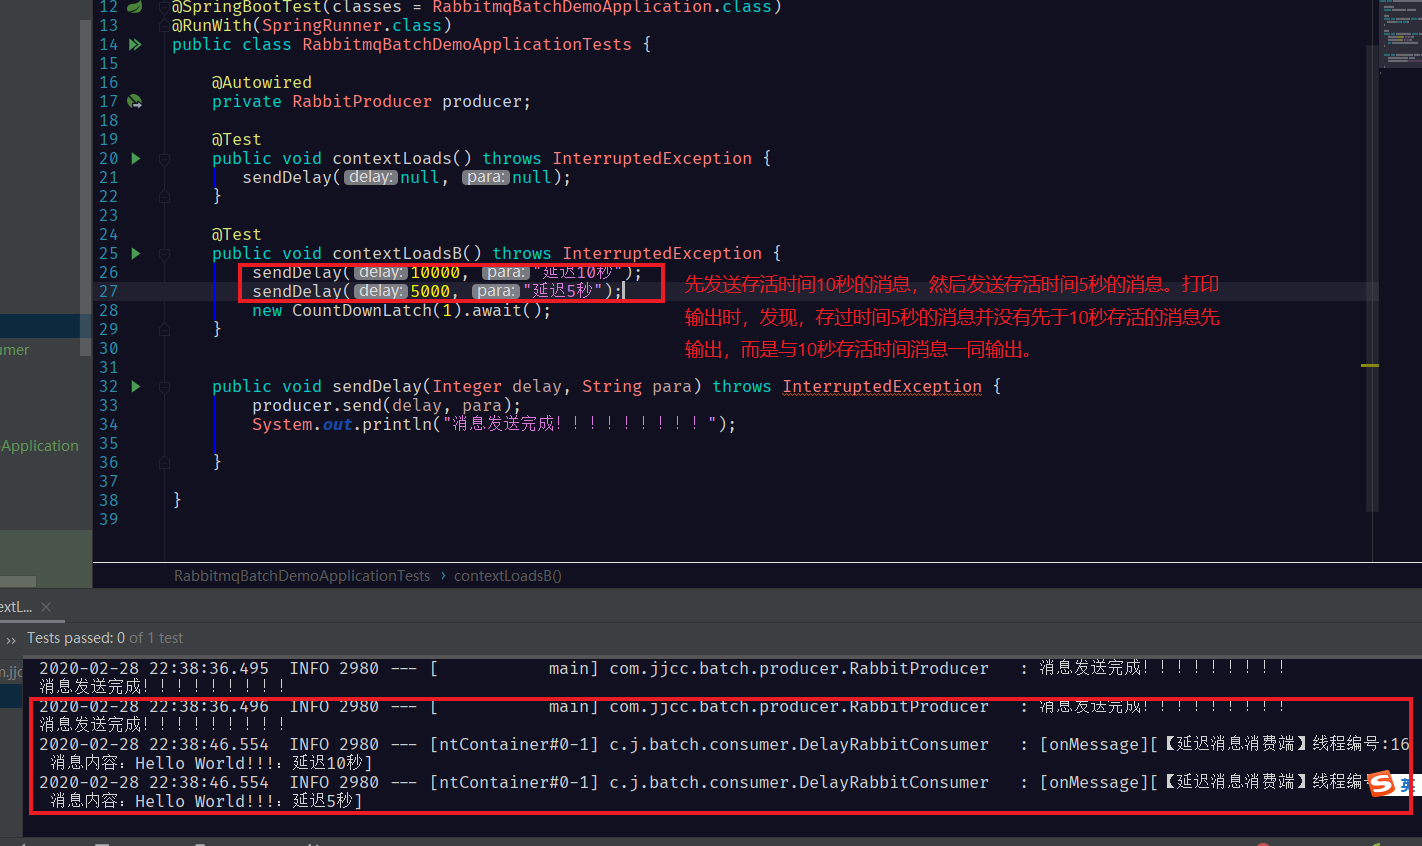 12 @SpringBootTest(classes = RabbitmqBatchDemoApplication.class)
13 @RunWith(SpringRunner.class)
14 public class RabbitmqBatchDemoApplicationTests {
15
16 @Autowired
17 private RabbitProducer producer;
18
19 @Test
20 public void contextLoads() throws InterruptedException {
21 sendDelay( delay: null, para: null);
22 }
23
24 @Test
25 public void contextLoadsB() throws InterruptedException {
26 sendDelay( delay: 10000, para: "延迟10秒");
27 sendDelay( delay: 5000, para: "延迟5秒");
28 new CountDownLatch(1).await();
29 }
先发送存活时间10秒的消息，然后发送存活时间5秒的消息。打印
输出时，发现，存过时间5秒的消息并没有先于10秒存活的消息先
输出，而是与10秒存活时间消息一同输出。
30
umer
31
32 public void sendDelay(Integer delay, String para) throws InterruptedException {
33 producer.send(delay, para);
34 System.out.println("消息发送完成！！！！！！！！！");
35
Application
36 }
37
38 }
39
RabbitmqBatchDemoApplicationTests › contextLoadsB()
extL... ×
›› Tests passed: 0 of 1 test
m.jjc
2020-02-28 22:38:36.495 INFO 2980 --- [ main] com.jjcc.batch.producer.RabbitProducer : 消息发送完成！！！！！！！！！
消息发送完成！！！！！！！！！
2020-02-28 22:38:36.496 INFO 2980 --- [ main] com.jjcc.batch.producer.RabbitProducer : 消息发送完成！！！！！！！！！
消息发送完成！！！！！！！！！
2020-02-28 22:38:46.554 INFO 2980 --- [ntContainer#0-1] c.j.batch.consumer.DelayRabbitConsumer : [onMessage][【延迟消息消费端】线程编号:16
消息内容：Hello World!!!：延迟10秒]
2020-02-28 22:38:46.554 INFO 2980 --- [ntContainer#0-1] c.j.batch.consumer.DelayRabbitConsumer : [onMessage][【延迟消息消费端】线程编号
消息内容：Hello World!!!：延迟5秒]
英